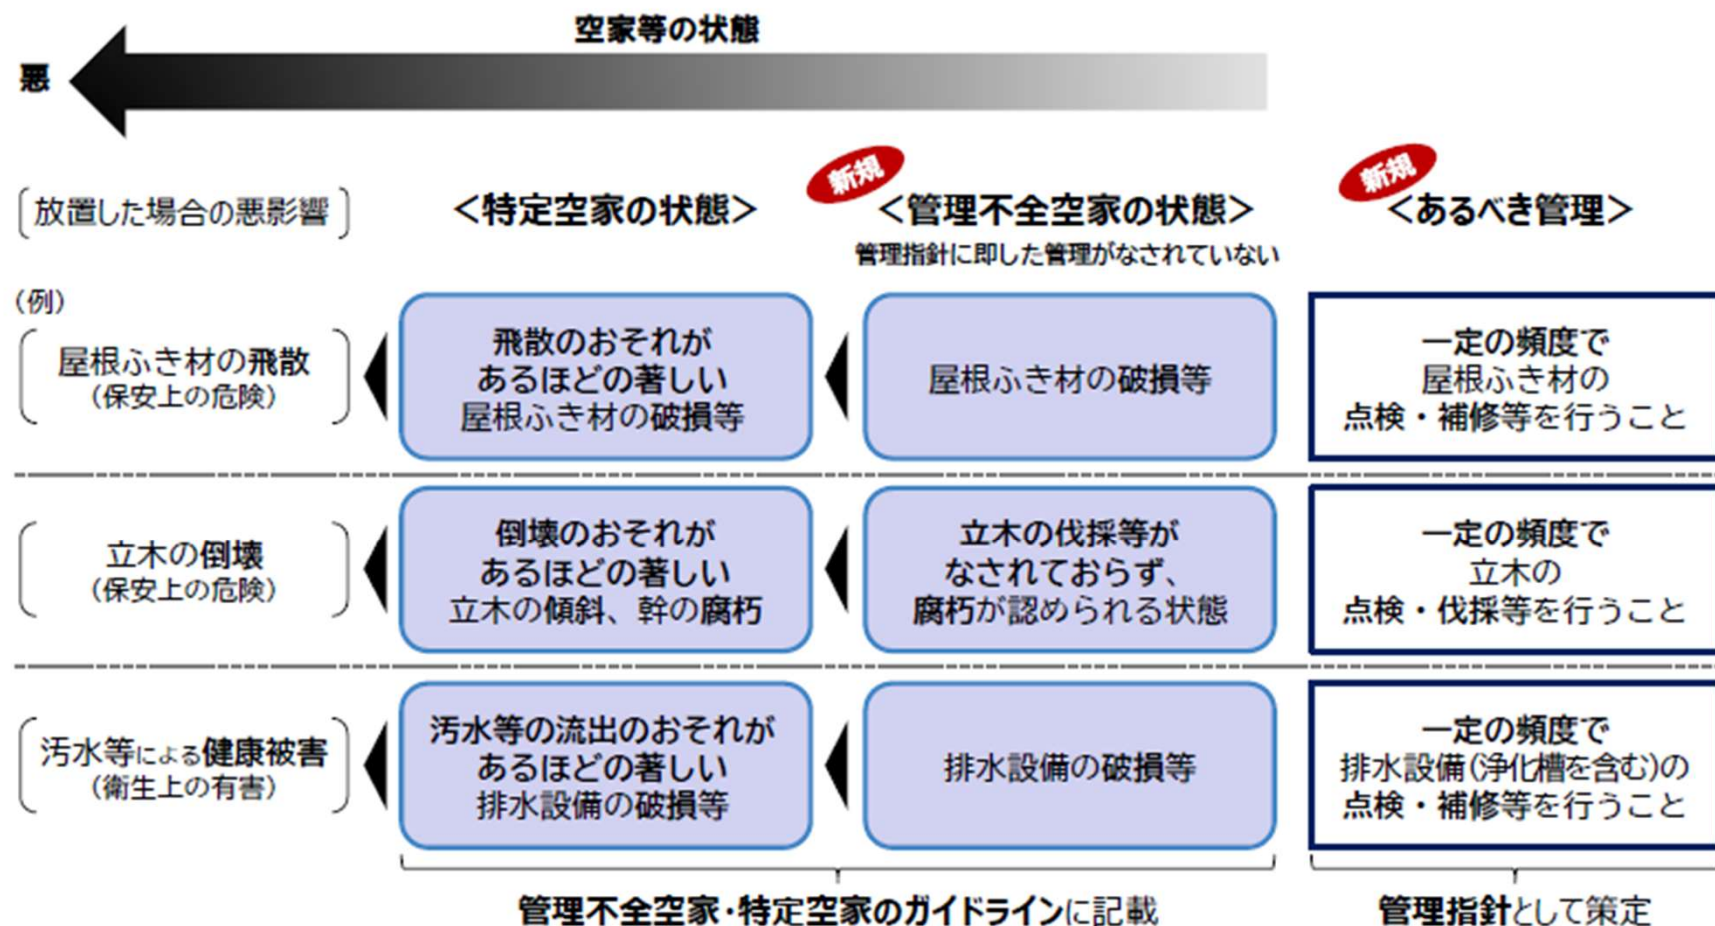 空家等の状態
悪
〔放置した場合の悪影響〕
<特定空家の状態>
新規
<管理不全空家の状態>
管理指針に即した管理がなされていない
新規
<あるべき管理>
(例)
屋根ふき材の飛散
(保安上の危険)
飛散のおそれが
あるほどの著しい
屋根ふき材の破損等
屋根ふき材の破損等
一定の頻度で
屋根ふき材の
点検・補修等を行うこと
立木の倒壊
(保安上の危険)
倒壊のおそれが
あるほどの著しい
立木の傾斜、幹の腐朽
立木の伐採等が
なされておらず、
腐朽が認められる状態
一定の頻度で
立木の
点検・伐採等を行うこと
汚水等による健康被害
(衛生上の有害)
汚水等の流出のおそれが
あるほどの著しい
排水設備の破損等
排水設備の破損等
一定の頻度で
排水設備(浄化槽を含む)の
点検・補修等を行うこと
管理不全空家・特定空家のガイドラインに記載
管理指針として策定